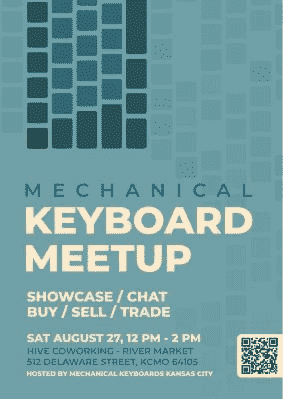 MECHANICAL
KEYBOARD
MEETUP
SHOWCASE / CHAT
BUY / SELL / TRADE
SAT AUGUST 27, 12 PM - 2 PM
HIVE COWORKING - RIVER MARKET
512 DELAWARE STREET, KCMO 64105
HOSTED BY MECHANICAL KEYBOARDS KANSAS CITY